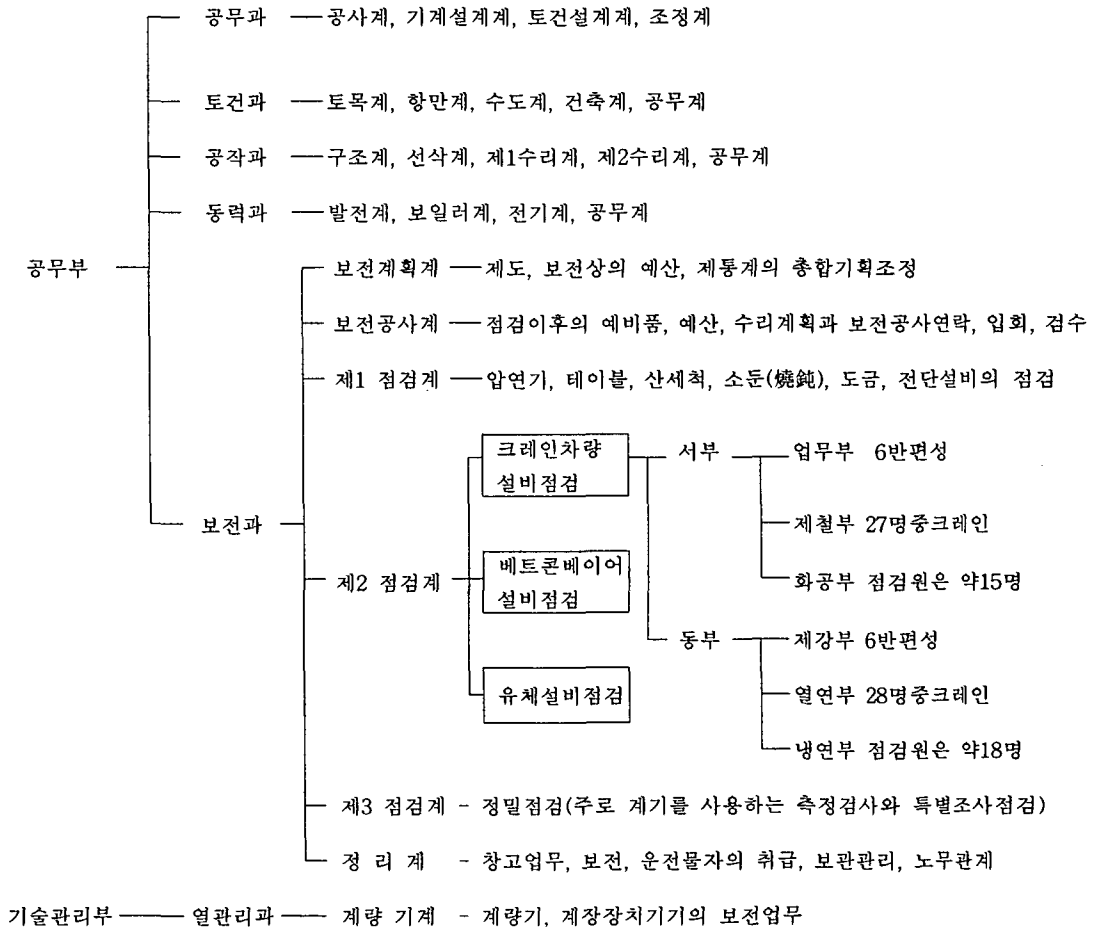 공무과 공사계, 기계설계계, 토건설계계, 조정계
토건과 토목계, 항만계, 수도계, 건축계, 공무계
공작과 구조계, 선삭계, 제1수리계, 제2수리계, 공무계
동력과 발전계, 보일러계, 전기계, 공무계
공무부 보전계획계 제도, 보전상의 예산, 제통계의 총합기획조정
보전공사계 점검이후의 예비품, 예산, 수리계획과 보전공사연락, 입회, 검수
제1 점검계 압연기, 테이블, 산세척, 소둔(燒鈍), 도금, 전단설비의 점검
크레인차량 서부 업무부 6반편성
설비점검
보전과 제철부 27명중크레인
제2 점검계 베트콘베이어 화공부 점검원은 약15명
설비점검
동부 제강부 6반편성
유체설비점검 열연부 28명중크레인
냉연부 점검원은 약18명
제3 점검계 - 정밀점검(주로 계기를 사용하는 측정검사와 특별조사점검)
정 리 계 - 창고업무, 보전, 운전물자의 취급, 보관관리, 노무관계
기술관리부 열관리과 계량 기계 - 계량기, 계장장치기기의 보전업무